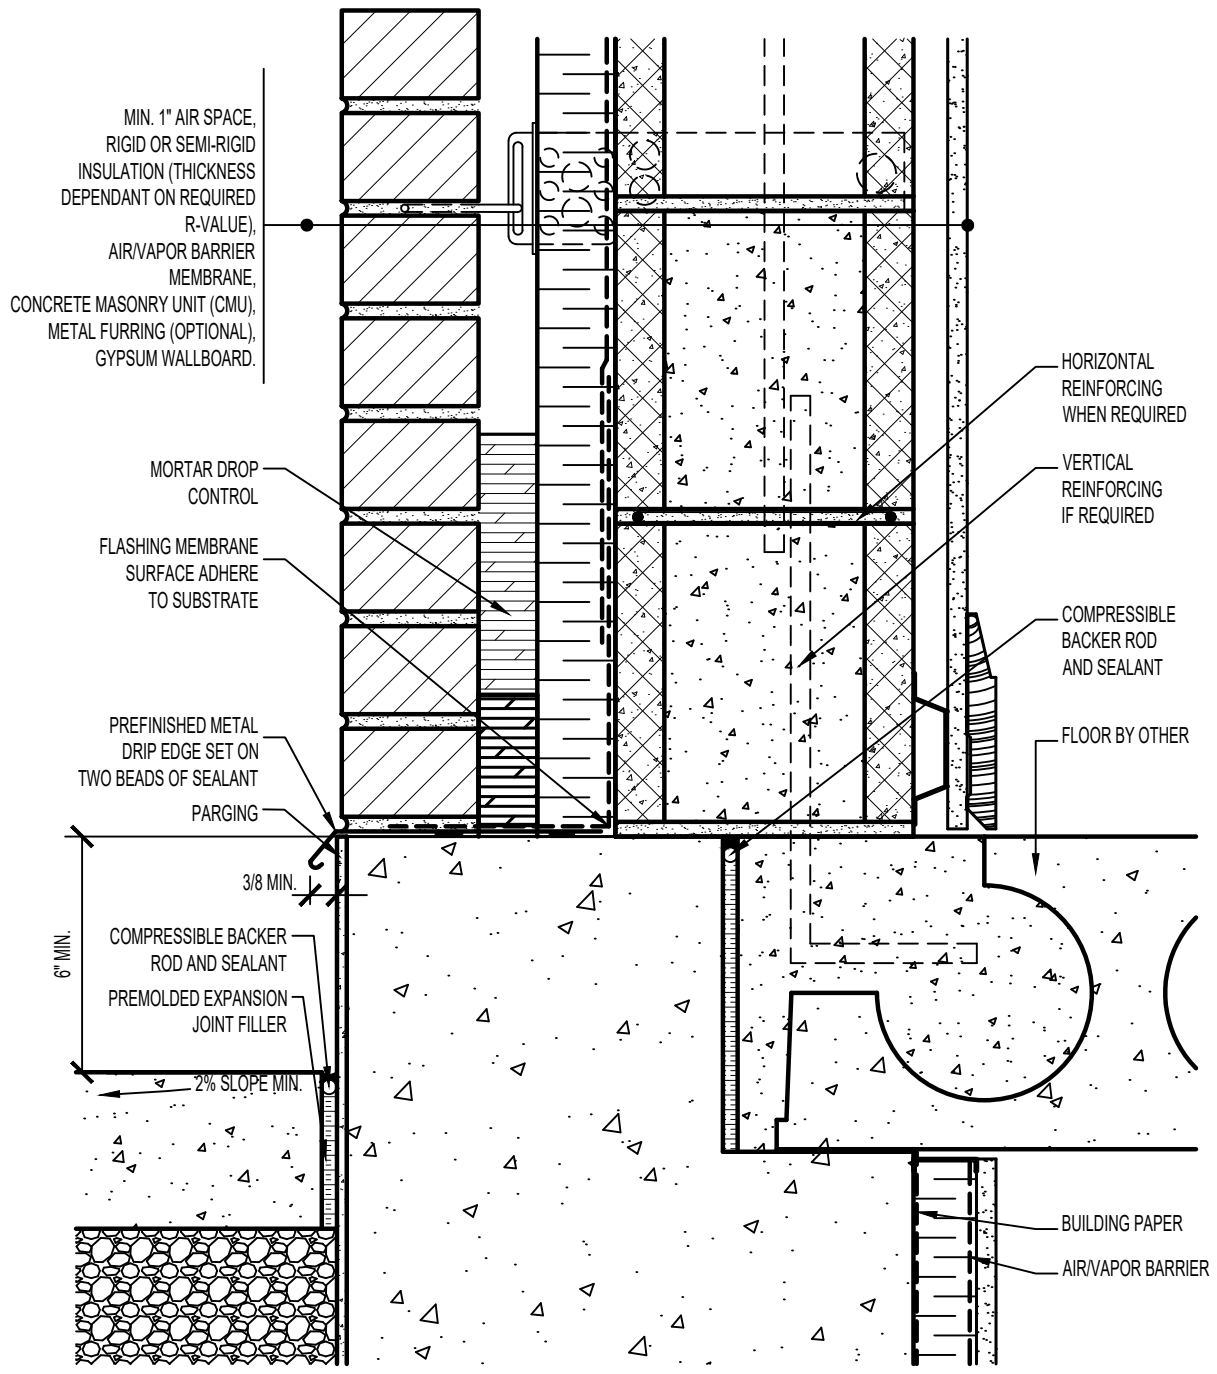 MIN. 1" AIR SPACE,
RIGID OR SEMI-RIGID
INSULATION (THICKNESS
DEPENDANT ON REQUIRED
R-VALUE),
AIR/VAPOR BARRIER
MEMBRANE,
CONCRETE MASONRY UNIT (CMU),
METAL FURRING (OPTIONAL),
GYPSUM WALLBOARD.
MORTAR DROP
CONTROL
FLASHING MEMBRANE
SURFACE ADHERE
TO SUBSTRATE
PREFINISHED METAL
DRIP EDGE SET ON
TWO BEADS OF SEALANT
PARGING
3/8 MIN.
6" MIN.
COMPRESSIBLE BACKER
ROD AND SEALANT
PREMOLDED EXPANSION
JOINT FILLER
2% SLOPE MIN.
HORIZONTAL
REINFORCING
WHEN REQUIRED
VERTICAL
REINFORCING
IF REQUIRED
COMPRESSIBLE
BACKER ROD
AND SEALANT
FLOOR BY OTHER
BUILDING PAPER
AIR/VAPOR BARRIER